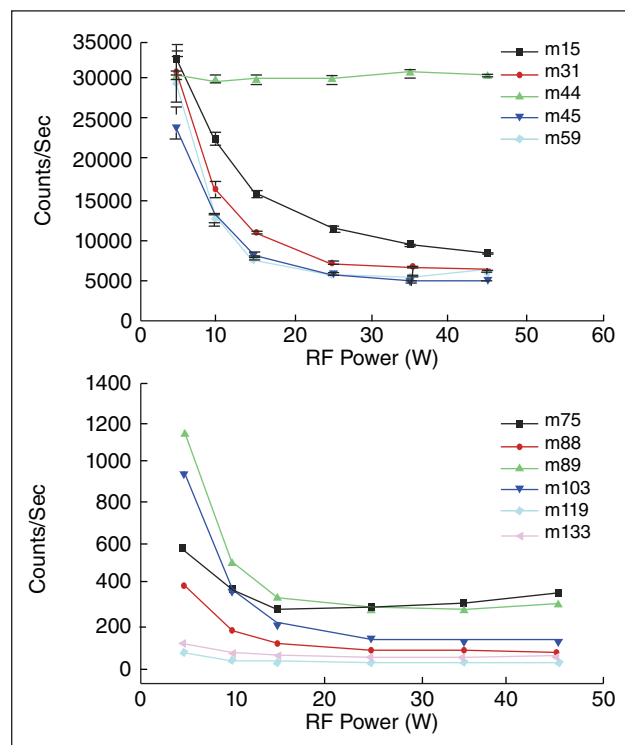 35000
30000
25000
20000
15000
10000
5000
0
Counts/Sec
m15
m31
m44
m45
m59
0 10 20 30 40 50 60
RF Power (W)
1400
1200
1000
800
600
400
200
0
Counts/Sec
m75
m88
m89
m103
m119
m133
0 10 20 30 40 50
RF Power (W)